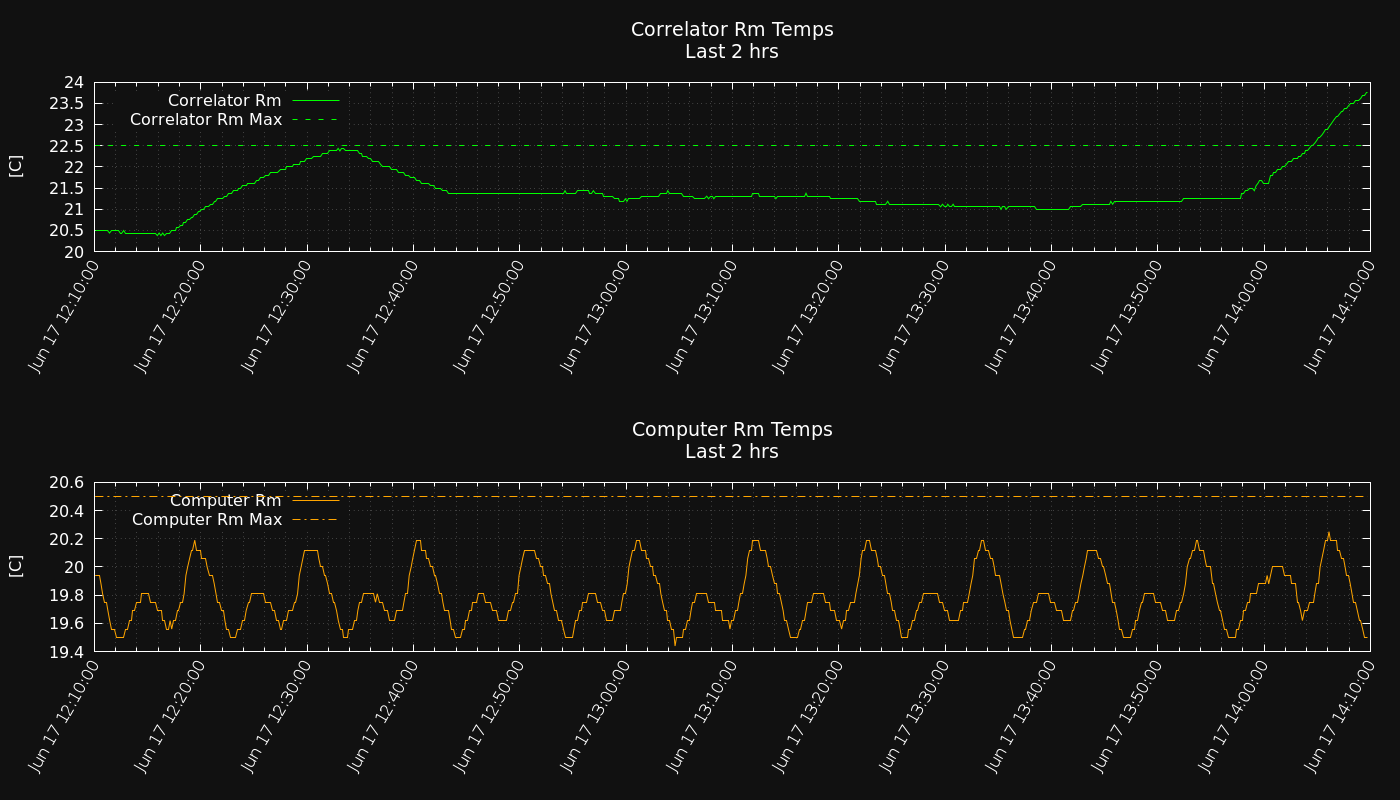 Correlator Rm Temps
Last 2 hrs
24
23.5
23
22.5
22
21.5
21
20.5
20
[C]
Correlator Rm
Correlator Rm Max
Jun 17 12:10:00
Jun 17 12:20:00
Jun 17 12:30:00
Jun 17 12:40:00
Jun 17 12:50:00
Jun 17 13:00:00
Jun 17 13:10:00
Jun 17 13:20:00
Jun 17 13:30:00
Jun 17 13:40:00
Jun 17 13:50:00
Jun 17 14:00:00
Jun 17 14:10:00
Computer Rm Temps
Last 2 hrs
20.6
20.4
20.2
20
19.8
19.6
19.4
[C]
Computer Rm
Computer Rm Max
Jun 17 12:10:00
Jun 17 12:20:00
Jun 17 12:30:00
Jun 17 12:40:00
Jun 17 12:50:00
Jun 17 13:00:00
Jun 17 13:10:00
Jun 17 13:20:00
Jun 17 13:30:00
Jun 17 13:40:00
Jun 17 13:50:00
Jun 17 14:00:00
Jun 17 14:10:00